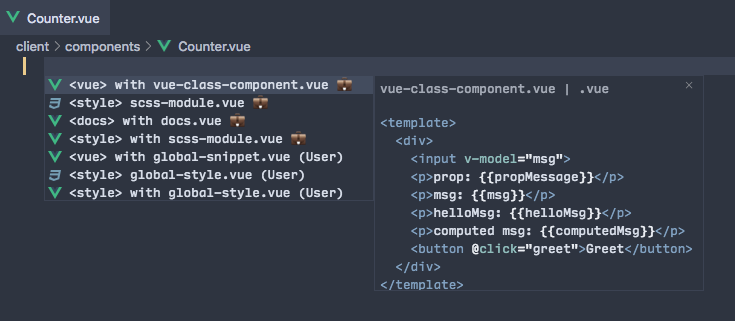 Counter.vue
client > components > Counter.vue
<vue> with vue-class-component.vue
<style> scss-module.vue
<docs> with docs.vue
<style> with scss-module.vue
<vue> with global-snippet.vue (User)
<style> global-style.vue (User)
<style> with global-style.vue (User)
vue-class-component.vue | .vue ×
<template>
<div>
<input v-model="msg">
<p>prop: {{propMessage}}</p>
<p>msg: {{msg}}</p>
<p>helloMsg: {{helloMsg}}</p>
<p>computed msg: {{computedMsg}}</p>
<button @click="greet">Greet</button>
</div>
</template>